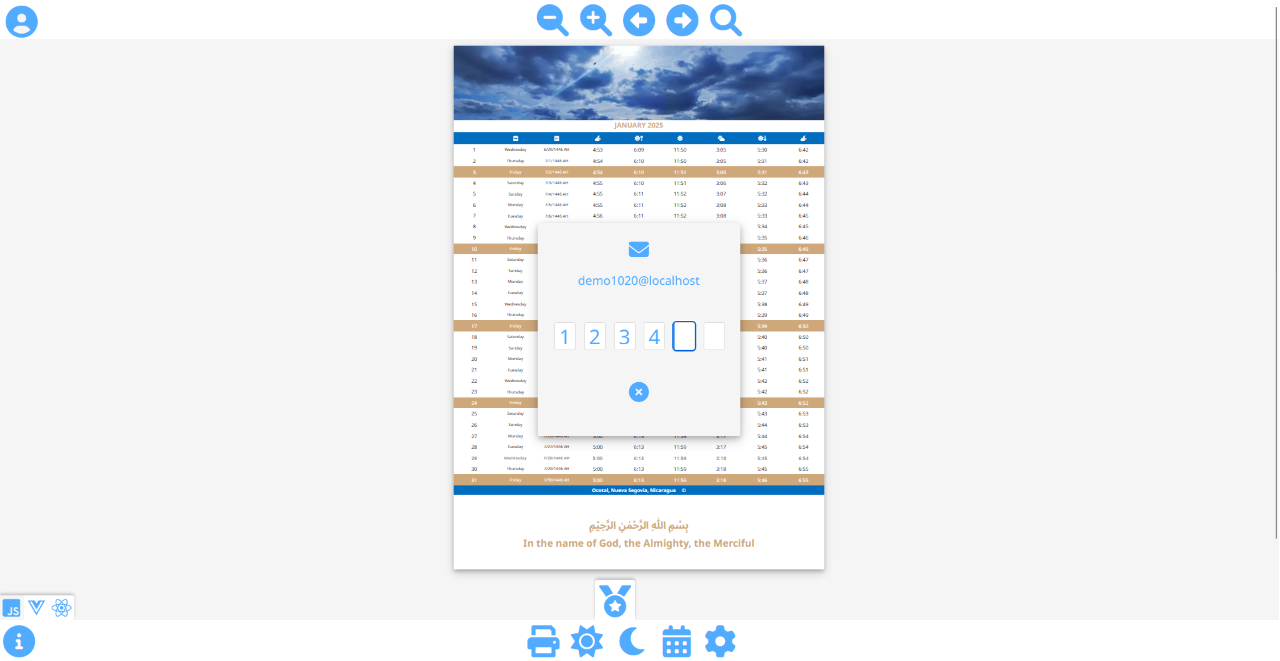 JANUARY 2025
1 Wednesday 6/29/1446 AH 4:53 6:09 11:50 3:05 5:30 6:42
2 Thursday 7/1/1446 AH 4:54 6:10 11:50 3:05 5:31 6:42
3 Friday 7/2/1446 AH 4:54 6:10 11:51 3:06 5:31 6:43
4 Saturday 7/3/1446 AH 4:55 6:10 11:51 3:06 5:32 6:43
5 Sunday 7/4/1446 AH 4:55 6:11 11:52 3:07 5:32 6:44
6 Monday 7/5/1446 AH 4:55 6:11 11:52 3:08 5:33 6:44
7 Tuesday 7/6/1446 AH 4:56 6:11 11:52 3:08 5:33 6:45
8 Wednesday 5:34 6:45
9 Thursday 5:35 6:46
10 Friday 5:35 6:46
11 Saturday 5:36 6:47
12 Sunday 5:36 6:47
13 Monday 5:37 6:48
14 Tuesday 5:37 6:48
15 Wednesday 5:38 6:49
16 Thursday 5:39 6:49
17 Friday 5:39 6:50
18 Saturday 5:40 6:50
19 Sunday 5:40 6:50
20 Monday 5:41 6:51
21 Tuesday 5:41 6:51
22 Wednesday 5:42 6:52
23 Thursday 5:42 6:52
24 Friday 5:43 6:52
25 Saturday 5:43 6:53
26 Sunday 5:44 6:53
27 Monday 5:00 6:13 11:59 3:17 5:44 6:54
28 Tuesday 7/27/1446 AH 5:00 6:13 11:59 3:17 5:45 6:54
29 Wednesday 7/28/1446 AH 5:00 6:13 11:59 3:18 5:45 6:54
30 Thursday 7/29/1446 AH 5:00 6:13 11:59 3:18 5:45 6:55
31 Friday 7/30/1446 AH 5:00 6:13 11:59 3:18 5:46 6:55
demo1020@localhost
1 2 3 4
Ocotal, Nueva Segovia, Nicaragua ©
بِسْمِ اللَّهِ الرَّحْمَٰنِ الرَّحِيْمِ
In the name of God, the Almighty, the Merciful
JS